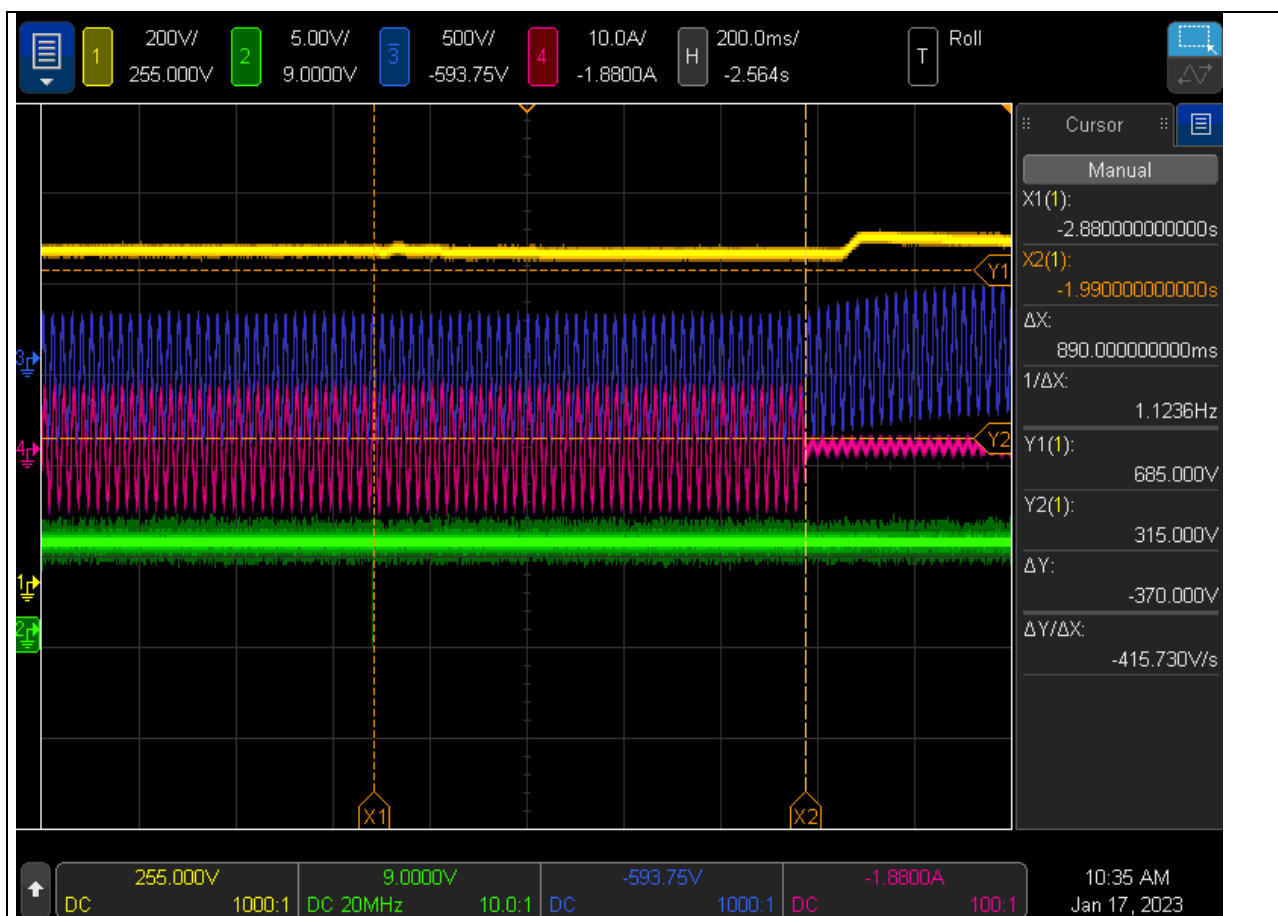 1 200V/ 255.000V
2 5.00V/ 9.0000V
3 500V/ -593.75V
4 10.0A/ -1.8800A
H 200.0ms/ -2.564s
T Roll
Cursor
Manual
X1(1):
-2.880000000000s
X2(1):
-1.990000000000s
ΔX:
890.000000000ms
1/ΔX:
1.1236Hz
Y1(1):
685.000V
Y2(1):
315.000V
ΔY:
-370.000V
ΔY/ΔX:
-415.730V/s
Y1
3
4
Y2
1
2
X1 X2
255.000V 9.0000V -593.75V -1.8800A 10:35 AM
DC 1000:1 DC 20MHz 10.0:1 DC 1000:1 DC 100:1 Jan 17, 2023